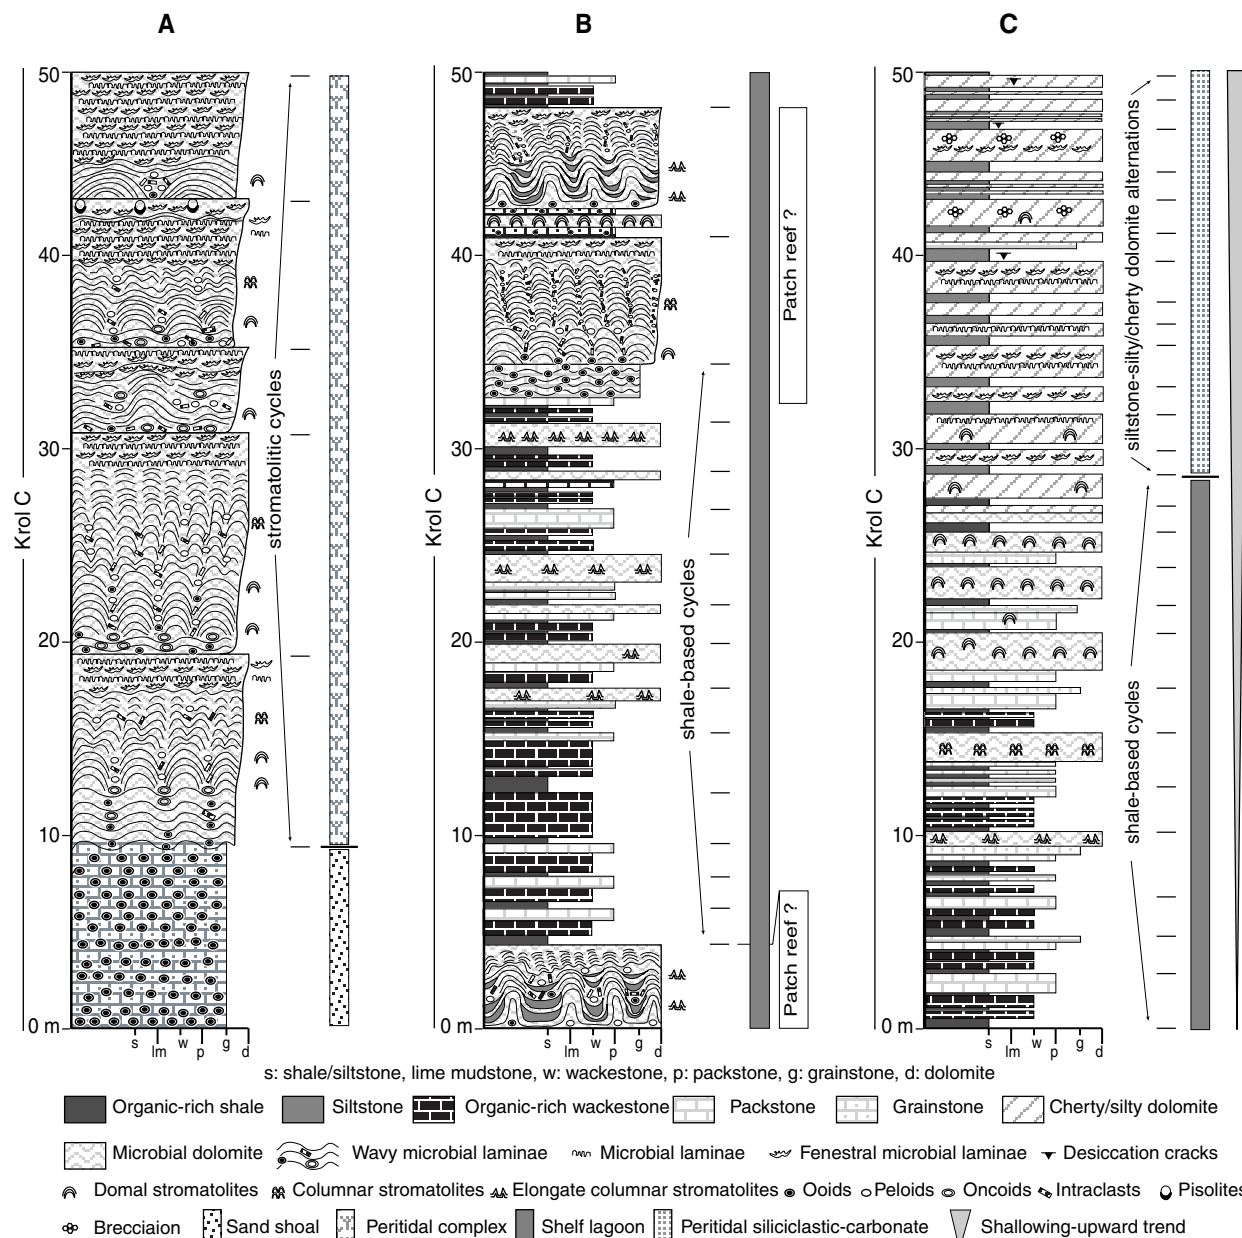 A B C
50 50 50
40 40 40
30 30 30
20 20 20
10 10 10
0 m 0 m 0 m
Krol C
stromatolitic cycles
Krol C
shale-based cycles
Patch reef ?
Patch reef ?
Krol C
siltstone-silty/cherty dolomite alternations
shale-based cycles
s lm w p g d s lm w p g d s lm w p g d
s: shale/siltstone, lime mudstone, w: wackestone, p: packstone, g: grainstone, d: dolomite
Organic-rich shale Siltstone Organic-rich wackestone Packstone Grainstone Cherty/silty dolomite
Microbial dolomite Wavy microbial laminae Microbial laminae Fenestral microbial laminae Desiccation cracks
Domal stromatolites Columnar stromatolites Elongate columnar stromatolites Ooids Peloids Oncoids Intraclasts Pisolites
Brecciaion Sand shoal Peritidal complex Shelf lagoon Peritidal siliciclastic-carbonate Shallowing-upward trend